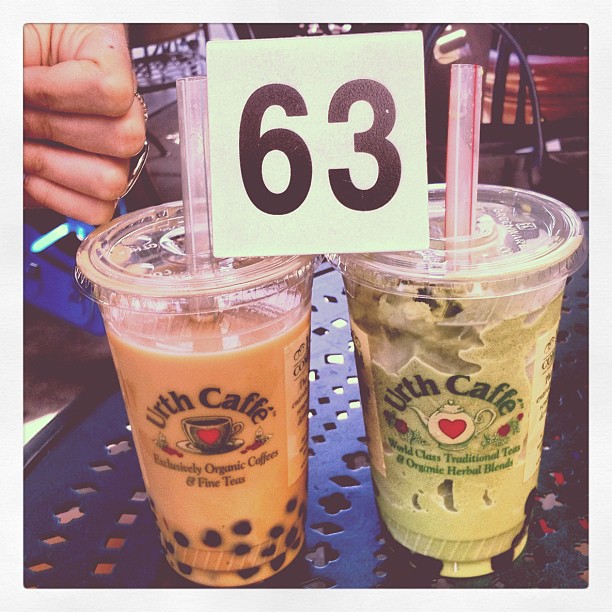 63
Urth Caffé
Exclusively Organic Coffees
& Fine Teas
Urth Caffé
World Class Traditional Teas
& Organic Herbal Blends